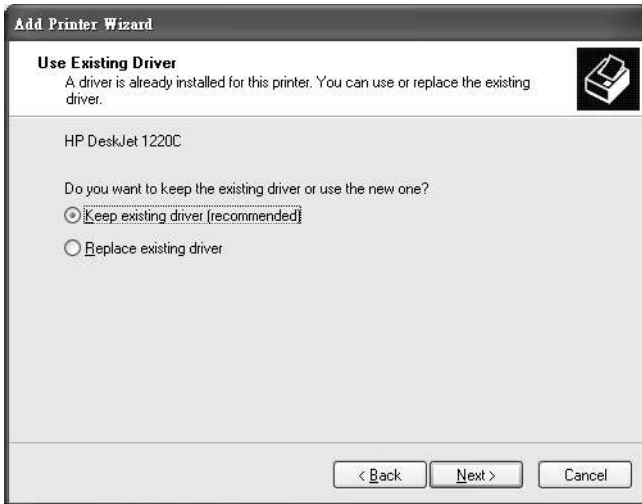 Add Printer Wizard
Use Existing Driver
A driver is already installed for this printer. You can use or replace the existing
driver.
HP DeskJet 1220C
Do you want to keep the existing driver or use the new one?
Keep existing driver (recommended)
Replace existing driver
< Back
Next >
Cancel